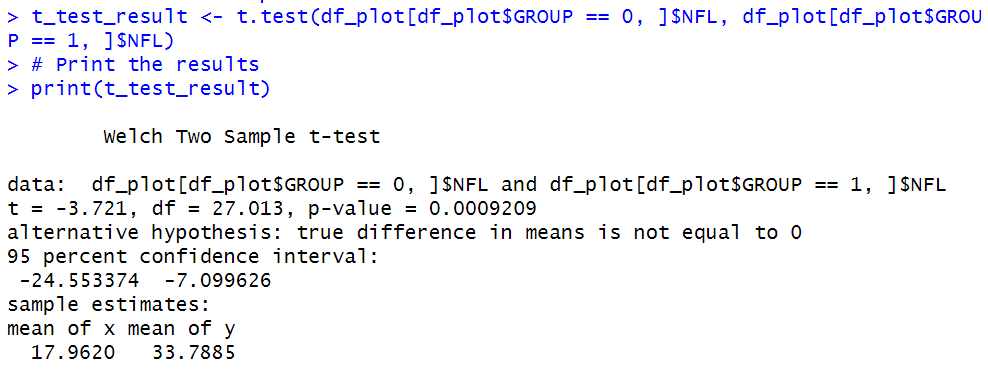 > t_test_result <- t.test(df_plot[df_plot$GROUP == 0, ]$NFL, df_plot[df_plot$GROU
P == 1, ]$NFL)
> # Print the results
> print(t_test_result)
Welch Two Sample t-test
data:  df_plot[df_plot$GROUP == 0, ]$NFL and df_plot[df_plot$GROUP == 1, ]$NFL
t = -3.721, df = 27.013, p-value = 0.0009209
alternative hypothesis: true difference in means is not equal to 0
95 percent confidence interval:
 -24.553374  -7.099626
sample estimates:
mean of x mean of y
  17.9620   33.7885